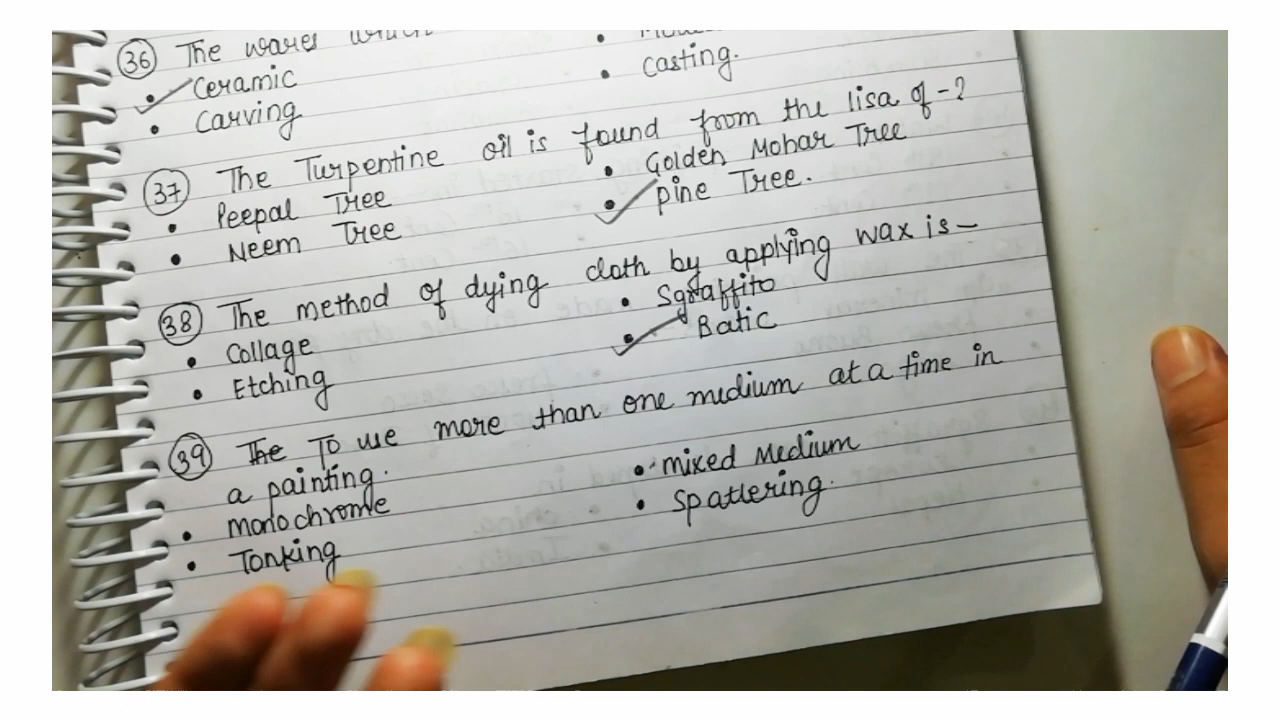 36 The wares which
• Ceramic
• Carving
• casting.
37 The Turpentine oil is found from the lisa of -?
• Peepal Tree
• Neem Tree
• Golden Mohar Tree
• pine Tree.
38 The method of dying cloth by applying wax is-
• Collage
• Etching
• Sgraffito
• Batic
39 The To use more than one medium at a time in
a painting.
• monochrome
• Tonking
• mixed Medium
• Spattering.